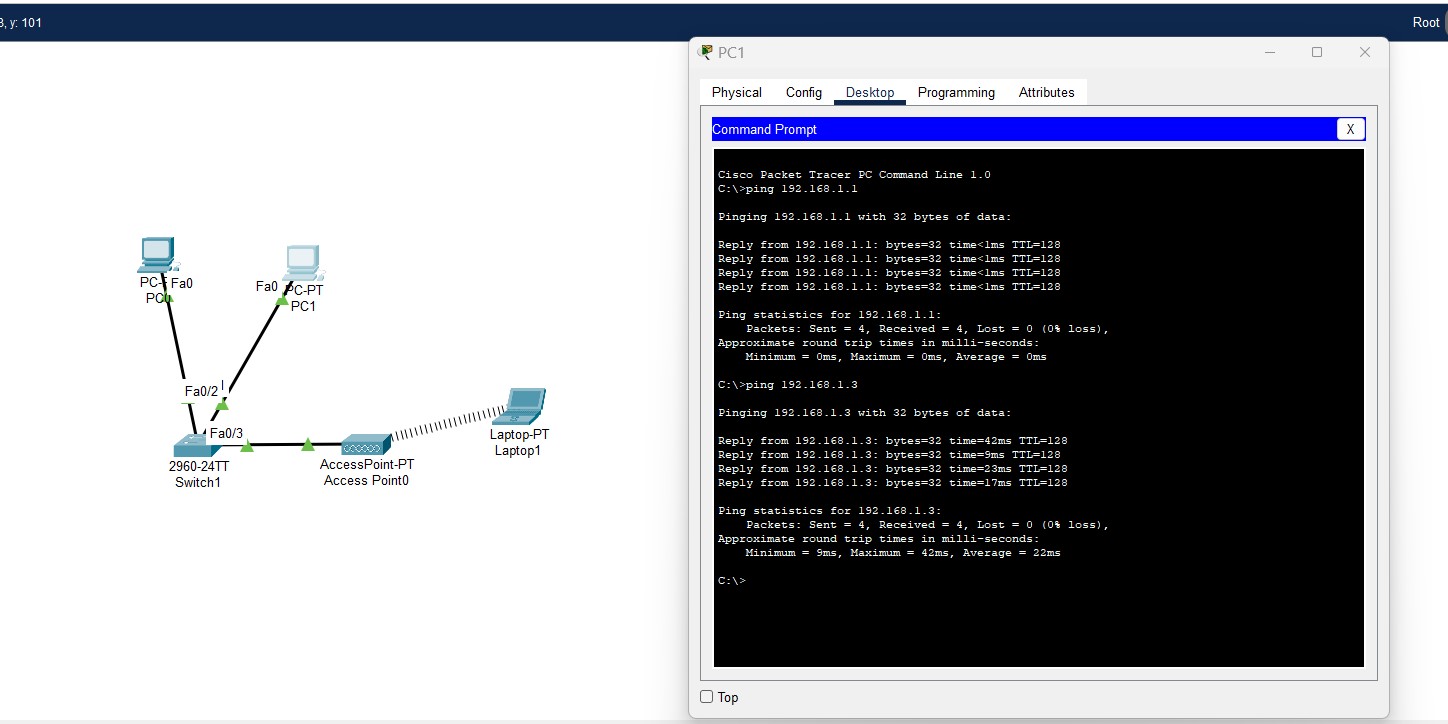 3, y: 101
Root
PC1
Physical Config Desktop Programming Attributes
Command Prompt
X
Cisco Packet Tracer PC Command Line 1.0
C:\>ping 192.168.1.1
Pinging 192.168.1.1 with 32 bytes of data:
Reply from 192.168.1.1: bytes=32 time<1ms TTL=128
Reply from 192.168.1.1: bytes=32 time<1ms TTL=128
Reply from 192.168.1.1: bytes=32 time<1ms TTL=128
Reply from 192.168.1.1: bytes=32 time<1ms TTL=128
Ping statistics for 192.168.1.1:
Packets: Sent = 4, Received = 4, Lost = 0 (0% loss),
Approximate round trip times in milli-seconds:
Minimum = 0ms, Maximum = 0ms, Average = 0ms
C:\>ping 192.168.1.3
Pinging 192.168.1.3 with 32 bytes of data:
Reply from 192.168.1.3: bytes=32 time=42ms TTL=128
Reply from 192.168.1.3: bytes=32 time=9ms TTL=128
Reply from 192.168.1.3: bytes=32 time=23ms TTL=128
Reply from 192.168.1.3: bytes=32 time=17ms TTL=128
Ping statistics for 192.168.1.3:
Packets: Sent = 4, Received = 4, Lost = 0 (0% loss),
Approximate round trip times in milli-seconds:
Minimum = 9ms, Maximum = 42ms, Average = 22ms
C:\>
Top
Fa0
Fa0
PC-PT
PC1
Fa0/2
Fa0/3
2960-24TT
Switch1
AccessPoint-PT
Access Point0
Laptop-PT
Laptop1